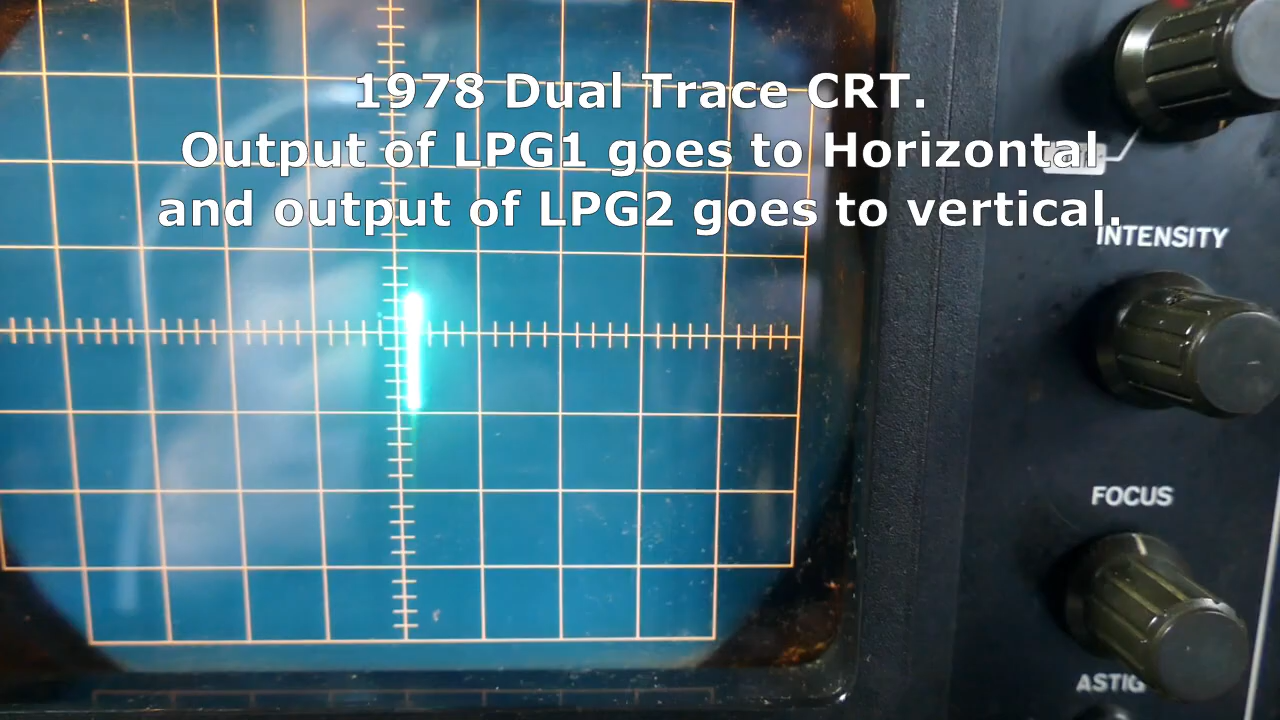 1978 Dual Trace CRT.
Output of LPG1 goes to Horizontal
and output of LPG2 goes to vertical.
INTENSITY
FOCUS
ASTIG